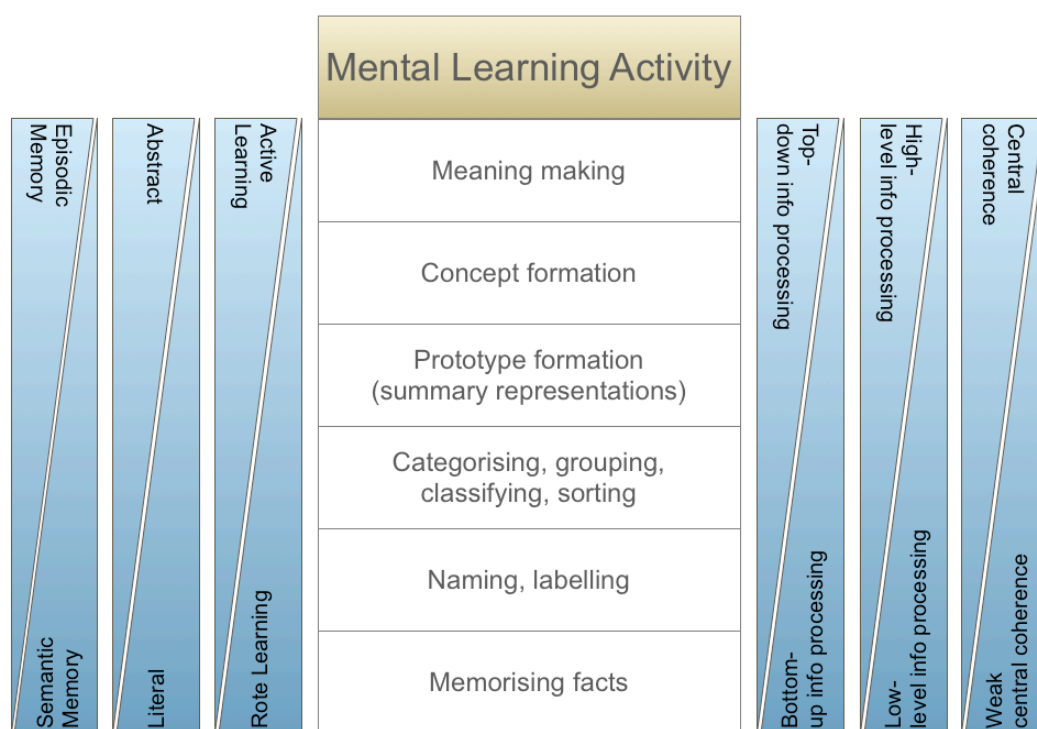 Mental Learning Activity
Episodic
Memory
Abstract
Active
Learning
Meaning making
Concept formation
Prototype formation
(summary representations)
Categorising, grouping,
classifying, sorting
Naming, labelling
Memorising facts
Semantic
Memory
Literal
Rote Learning
Top-
down info processing
High-
level info processing
Central
coherence
Bottom-
up info processing
Low-
level info processing
Weak
central coherence